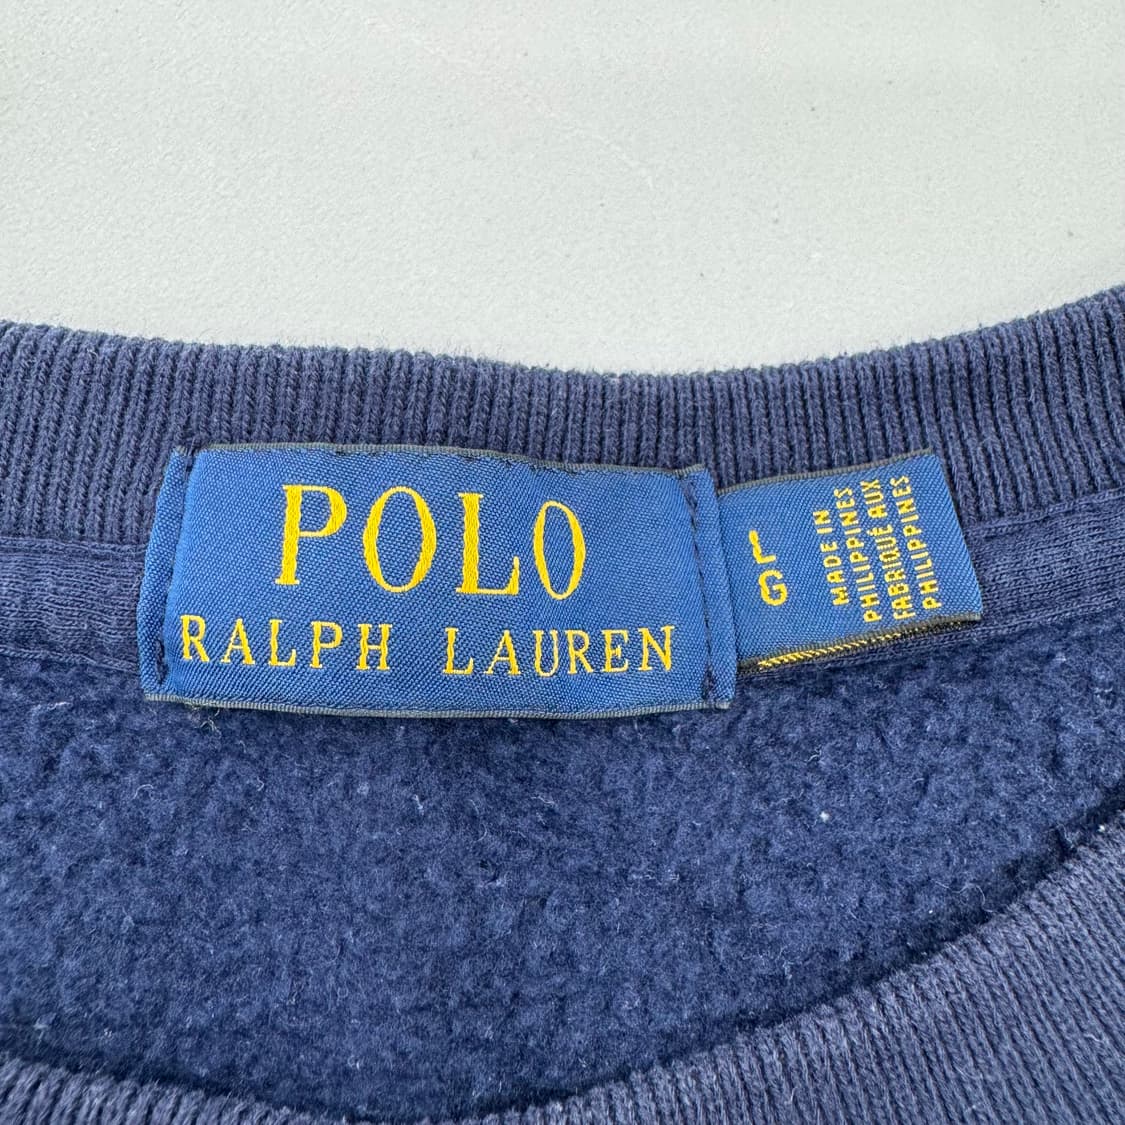 POLO
RALPH LAUREN
L
G
MADE IN
PHILIPPINES
FABRIQUÉ AUX
PHILIPPINES